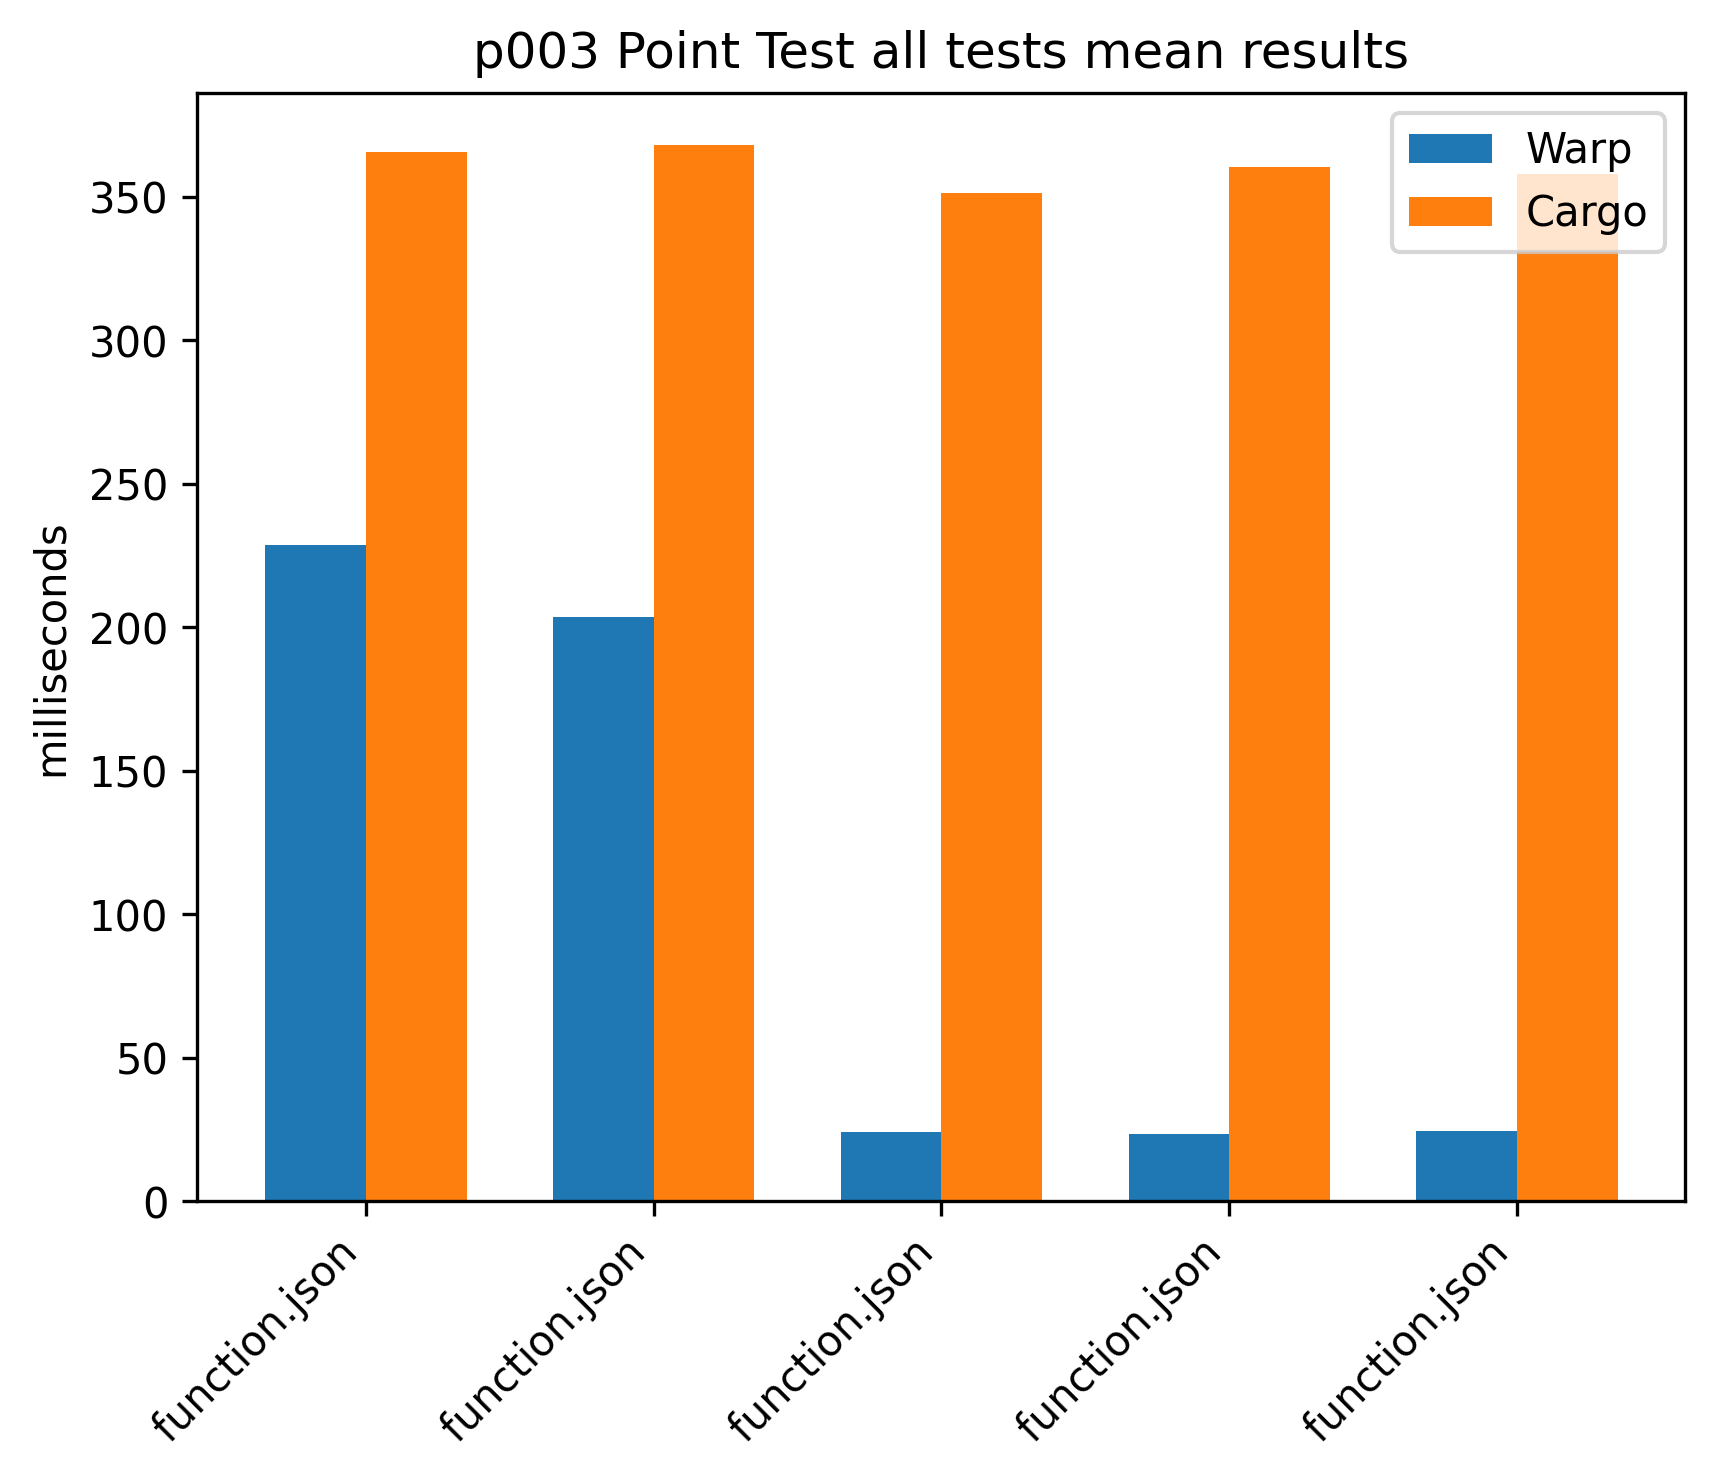 p003 Point Test all tests mean results
Warp
Cargo
milliseconds
350
300
250
200
150
100
50
0
function.json
function.json
function.json
function.json
function.json